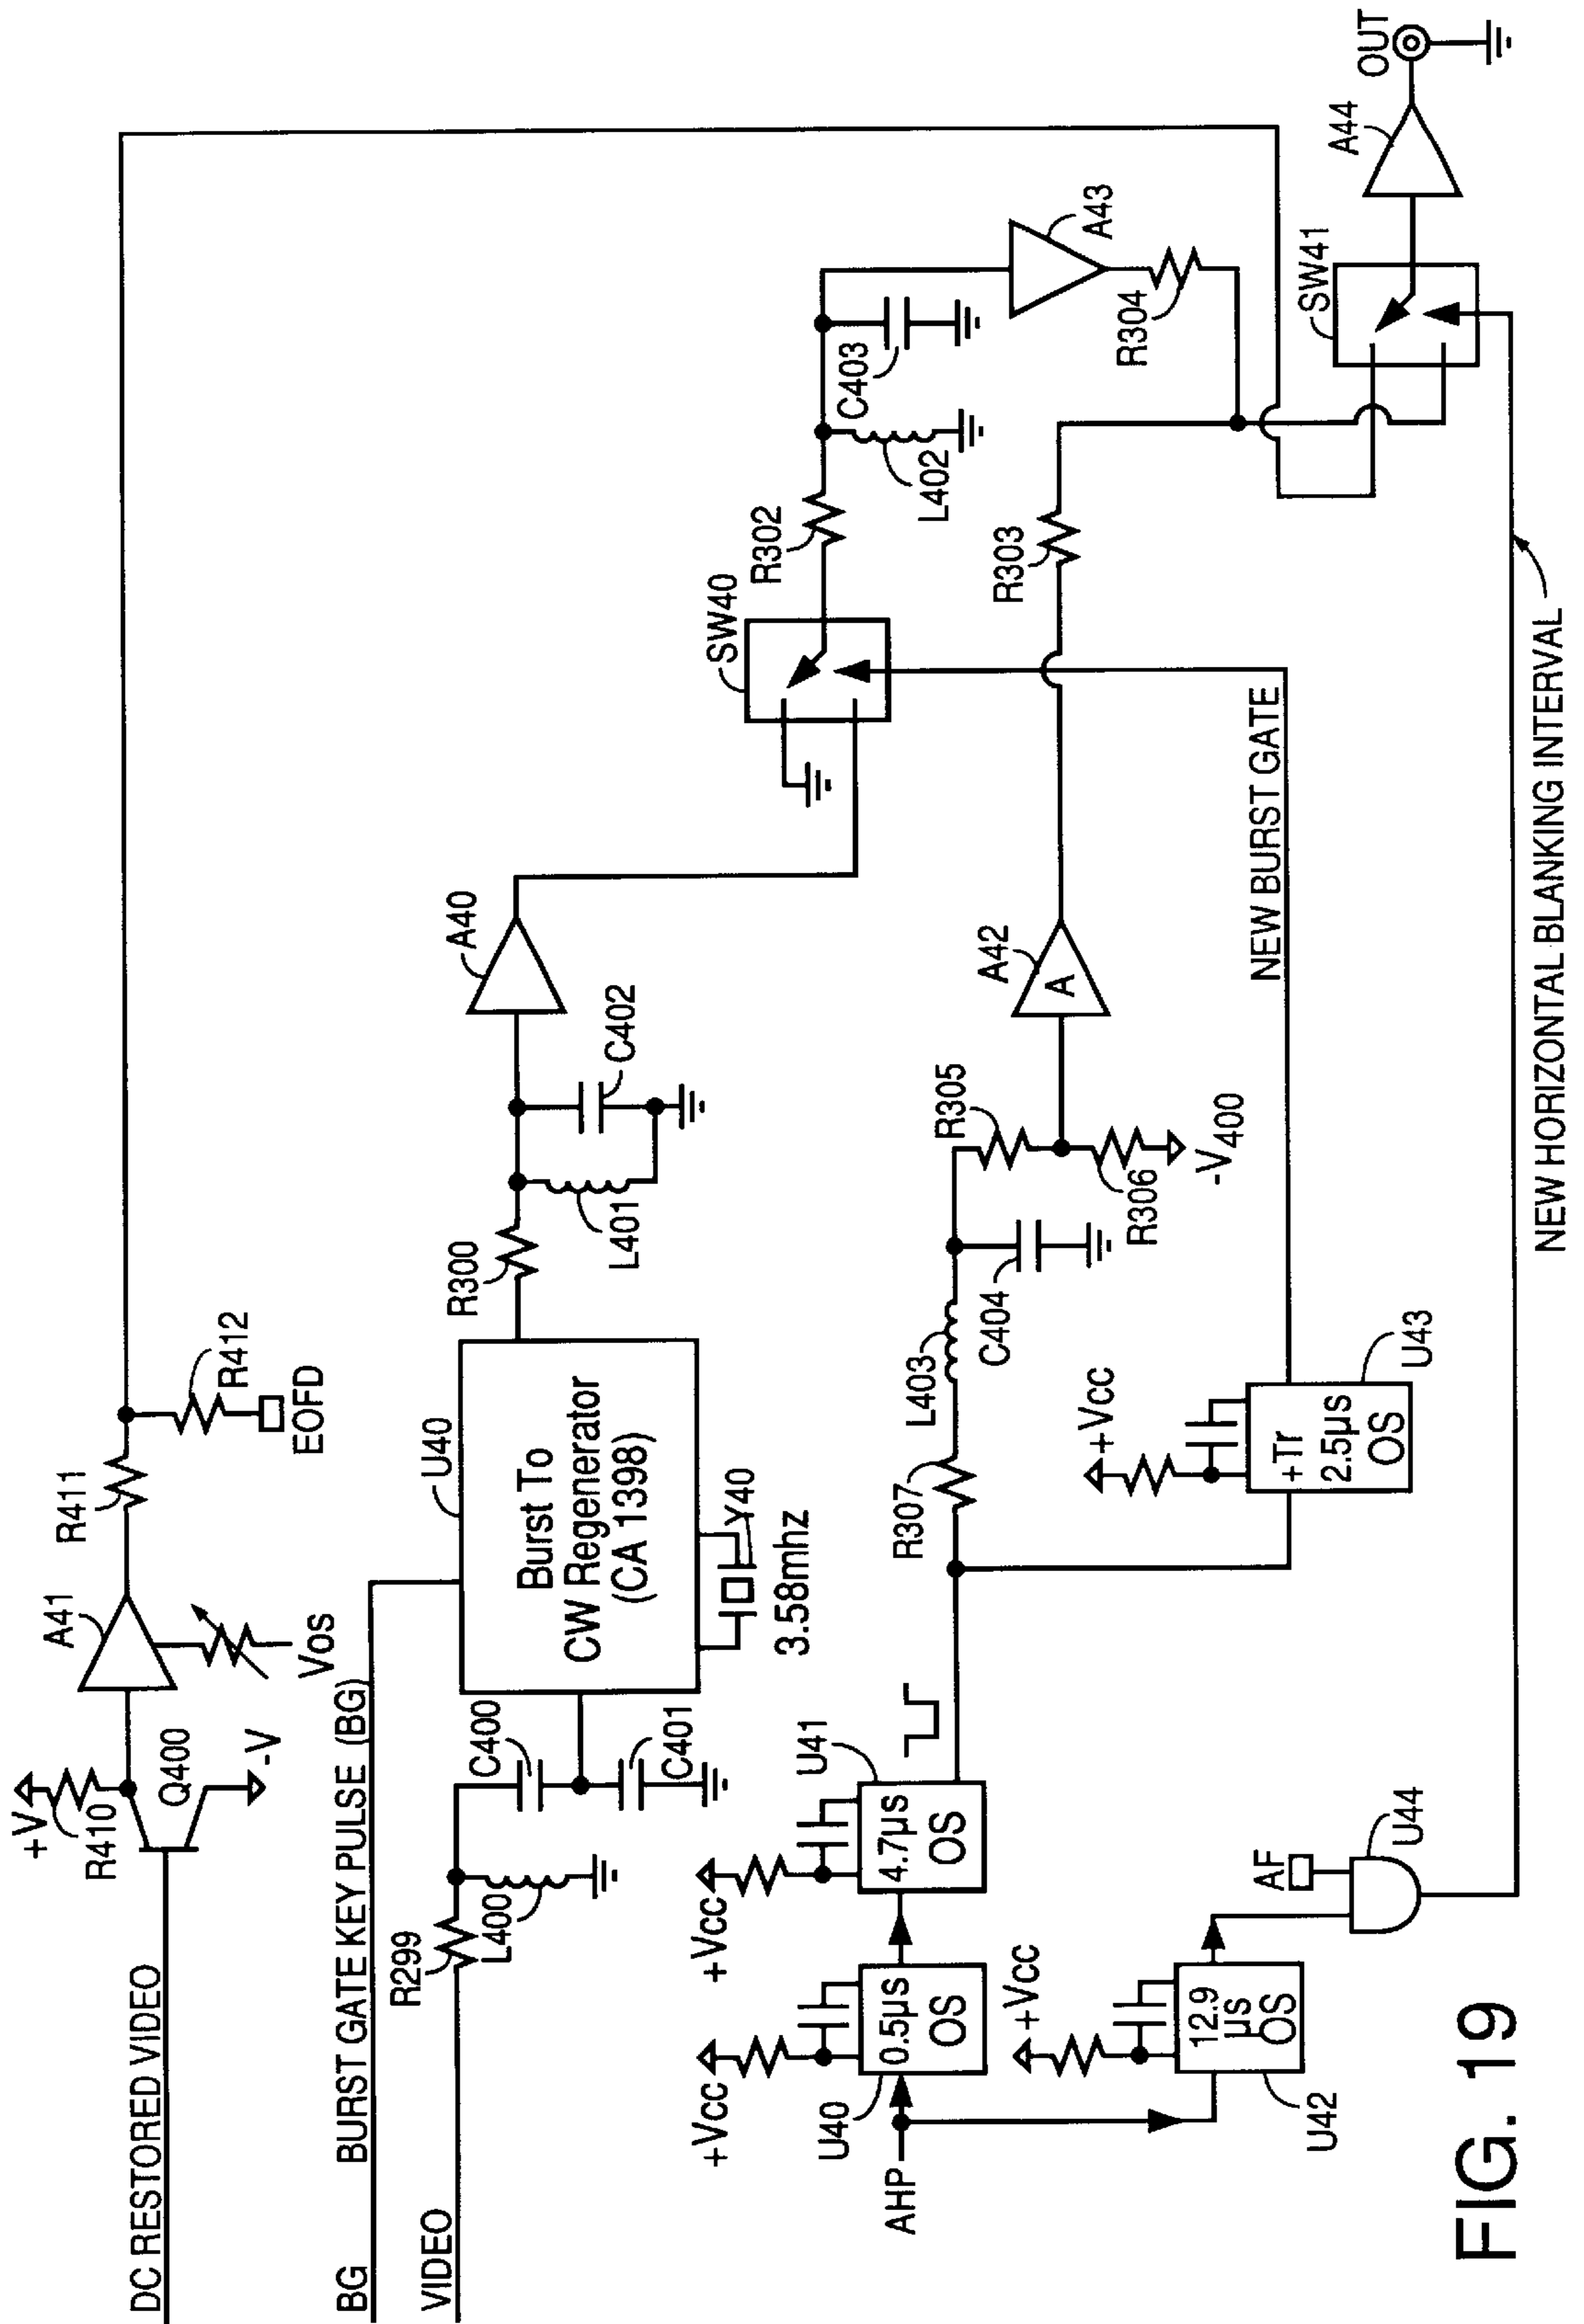 DC RESTORED VIDEO
+V
R410
Q400
-V
A41
VOS
R411
R412
EOFD
BG BURST GATE KEY PULSE (BG)
VIDEO
R299
L400
C400
C401
U40
Burst To
CW Regenerator
(CA 1398)
Y40
3.58mhz
R300
L401
C402
A40
SW40
R302
L402
C403
A43
R304
AHP
+VCC
U40
0.5µs
OS
+VCC
U41
4.7µs
OS
R307
L403
C404
R305
R306
-V400
A42
A
R303
+VCC
U42
12.9
µs
OS
AF
U44
+VCC
+Tr
2.5µs
OS
U43
NEW BURST GATE
SW41
A44
OUT
NEW HORIZONTAL BLANKING INTERVAL
FIG. 19